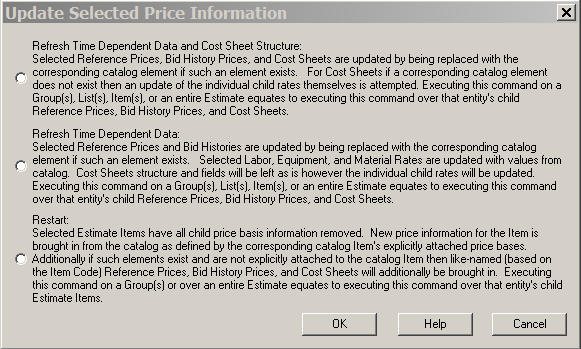 Update Selected Price Information
Refresh Time Dependent Data and Cost Sheet Structure:
Selected Reference Prices, Bid History Prices, and Cost Sheets are updated by being replaced with the
corresponding catalog element if such an element exists.   For Cost Sheets if a corresponding catalog element
does not exist then an update of the individual child rates themselves is attempted. Executing this command on a
Group(s), List(s), Item(s), or an entire Estimate equates to executing this command over that entity's child
Reference Prices, Bid History Prices, and Cost Sheets.
Refresh Time Dependent Data:
Selected Reference Prices and Bid Histories are updated by being replaced with the corresponding catalog
element if such an element exists.   Selected Labor, Equipment, and Material Rates are updated with values from
catalog.  Cost Sheets structure and fields will be left as is however the individual child rates will be updated.
Executing this command on a Group(s), List(s), Item(s), or an entire Estimate equates to executing this command
over that entity's child Reference Prices, Bid History Prices, and Cost Sheets.
Restart:
Selected Estimate Items have all child price basis information removed.  New price information for the Item is
brought in from the catalog as defined by the corresponding catalog Item's explicitly attached price bases.
Additionally if such elements exist and are not explicitly attached to the catalog Item then like-named (based on
the Item Code) Reference Prices, Bid History Prices, and Cost Sheets will additionally be brought in.  Executing
this command on a Group(s) or over an entire Estimate equates to executing this command over that entity's child
Estimate Items.
OK Help Cancel